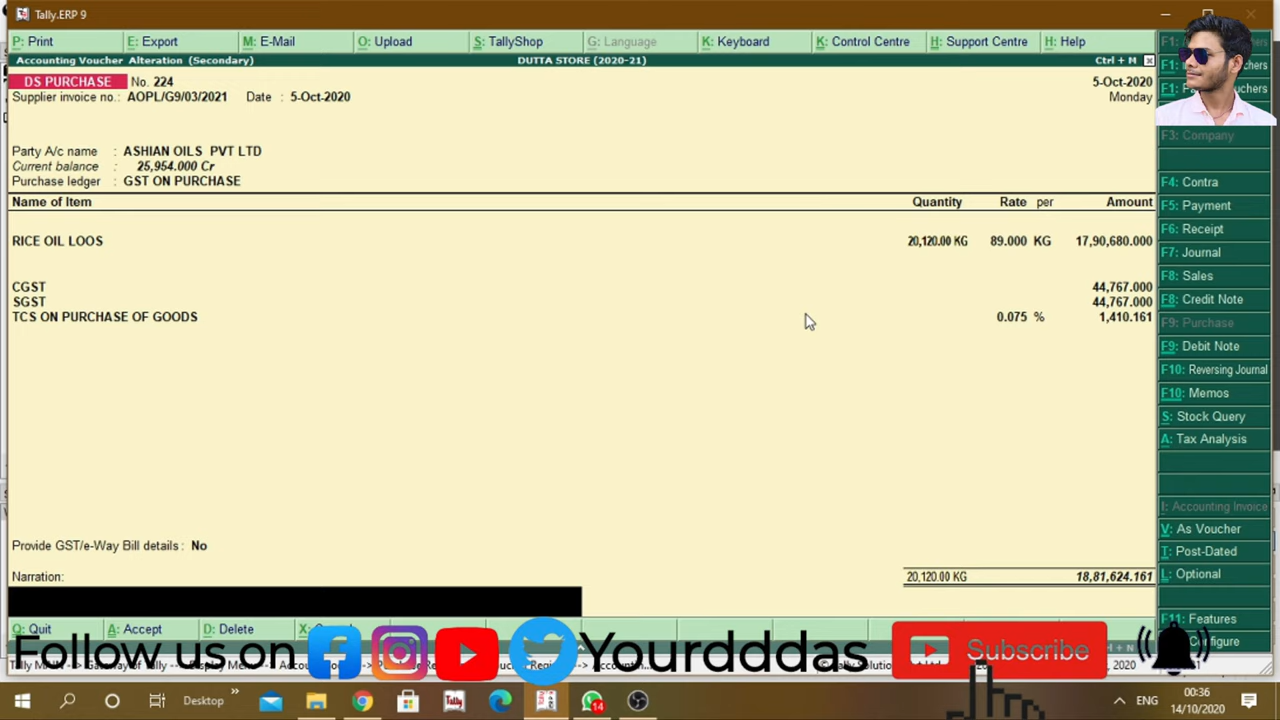 Tally.ERP 9
P: Print E: Export M: E-Mail O: Upload S: TallyShop G: Language K: Keyboard K: Control Centre H: Support Centre H: Help
Accounting Voucher Alteration (Secondary) DUTTA STORE (2020-21) Ctrl + M
DS PURCHASE No. 224 5-Oct-2020
Supplier invoice no.: AOPL/G9/03/2021 Date : 5-Oct-2020 Monday
Party A/c name : ASHIAN OILS PVT LTD
Current balance : 25,954.000 Cr
Purchase ledger : GST ON PURCHASE
Name of Item Quantity Rate per Amount
RICE OIL LOOS 20,120.00 KG 89.000 KG 17,90,680.000
CGST 44,767.000
SGST 44,767.000
TCS ON PURCHASE OF GOODS 0.075 % 1,410.161
Provide GST/e-Way Bill details : No
Narration: 20,120.00 KG 18,81,624.161
F3: Company
F4: Contra
F5: Payment
F6: Receipt
F7: Journal
F8: Sales
F8: Credit Note
F9: Purchase
F9: Debit Note
F10: Reversing Journal
F10: Memos
S: Stock Query
A: Tax Analysis
I: Accounting Invoice
V: As Voucher
T: Post-Dated
L: Optional
F11: Features
Q: Quit A: Accept D: Delete
Follow us on Yourdddas Subscribe
Desktop 14 ENG 00:36
14/10/2020